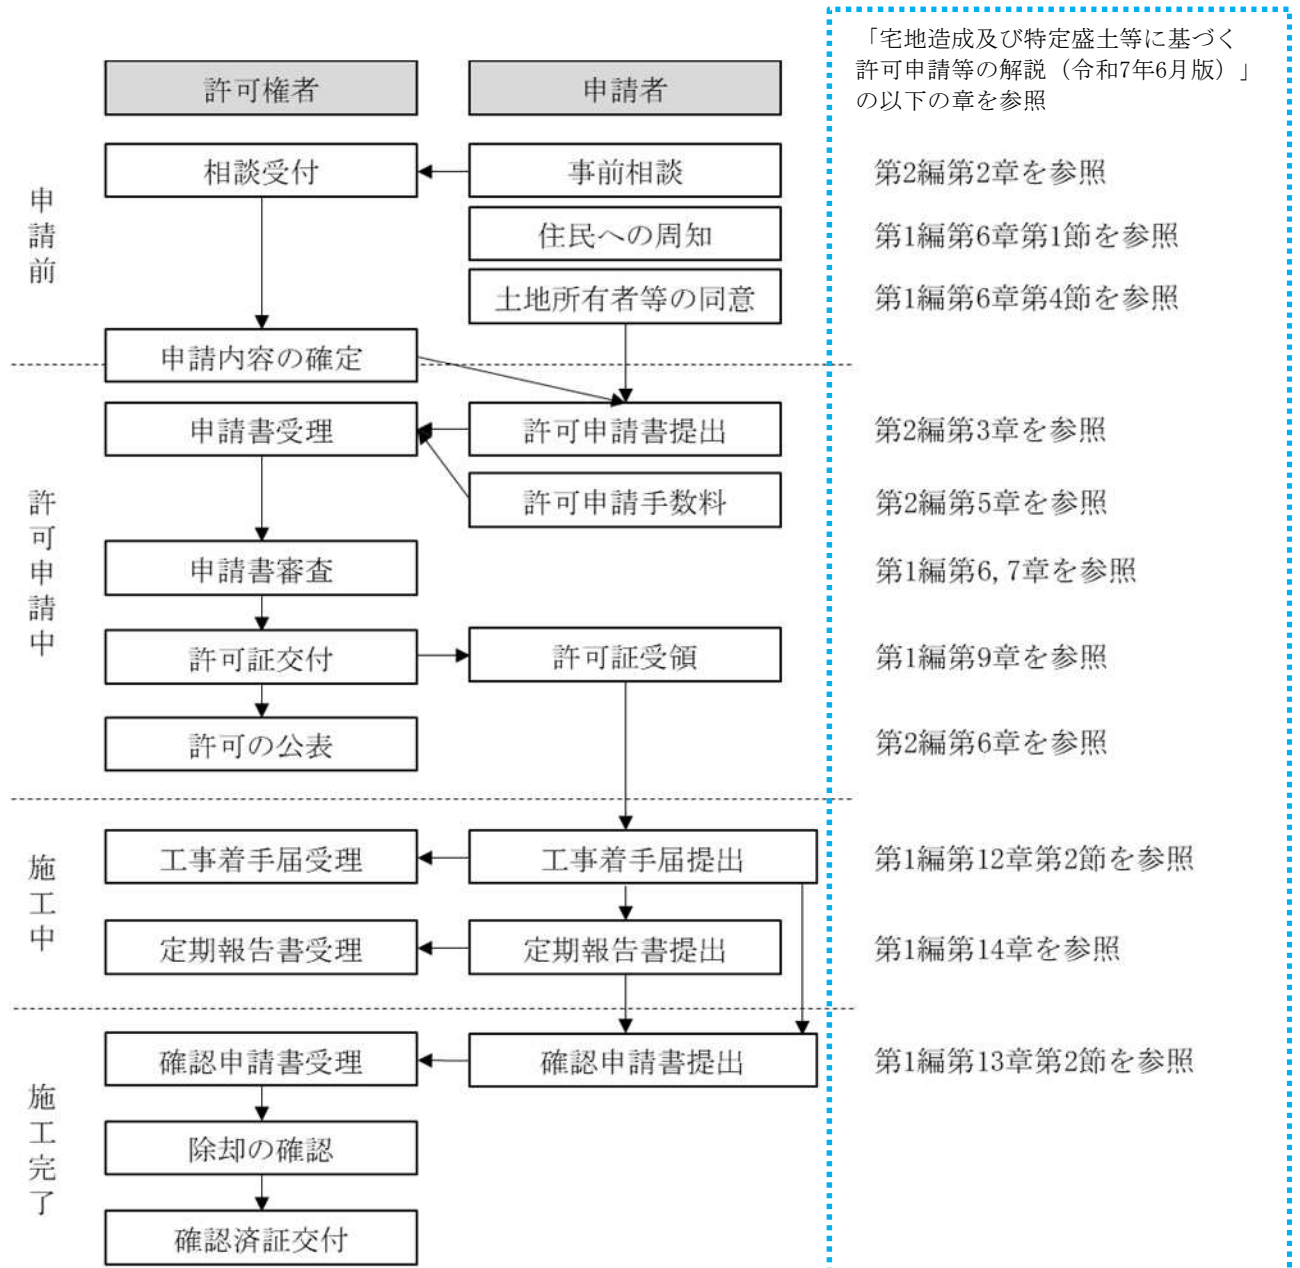 「宅地造成及び特定盛土等に基づく
許可申請等の解説（令和7年6月版）」
の以下の章を参照
許可権者
申請者
申請前
相談受付
事前相談
第2編第2章を参照
住民への周知
第1編第6章第1節を参照
土地所有者等の同意
第1編第6章第4節を参照
申請内容の確定
許可申請中
申請書受理
許可申請書提出
第2編第3章を参照
許可申請手数料
第2編第5章を参照
申請書審査
第1編第6,7章を参照
許可証交付
許可証受領
第1編第9章を参照
許可の公表
第2編第6章を参照
施工中
工事着手届受理
工事着手届提出
第1編第12章第2節を参照
定期報告書受理
定期報告書提出
第1編第14章を参照
施工完了
確認申請書受理
確認申請書提出
第1編第13章第2節を参照
除却の確認
確認済証交付